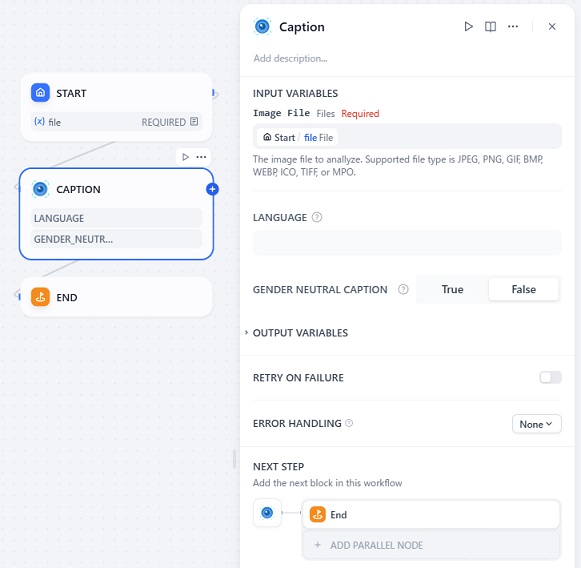 START
(x) file REQUIRED
CAPTION
LANGUAGE
GENDER_NEUTR...
END
Caption
Add description...
INPUT VARIABLES
Image File Files Required
Start / file File
The image file to analyze. Supported file type is JPEG, PNG, GIF, BMP,
WEBP, ICO, TIFF, or MPO.
LANGUAGE ?
GENDER NEUTRAL CAPTION ? True False
OUTPUT VARIABLES
RETRY ON FAILURE
ERROR HANDLING ? None
NEXT STEP
Add the next block in this workflow
End
+ ADD PARALLEL NODE